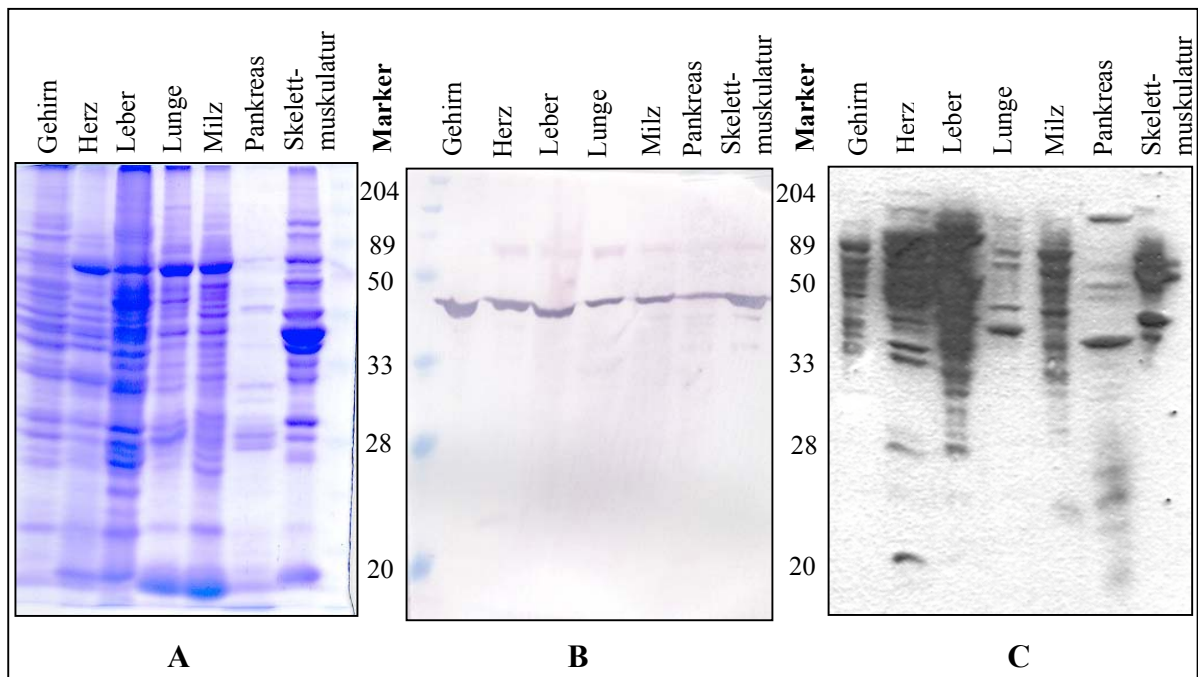 Gehirn
Herz
Leber
Lunge
Milz
Pankreas
Skelett-
muskulatur
Marker
Gehirn
Herz
Leber
Lunge
Milz
Pankreas
Skelett-
muskulatur
Marker
Gehirn
Herz
Leber
Lunge
Milz
Pankreas
Skelett-
muskulatur
204
89
50
33
28
20
204
89
50
33
28
20
A
B
C